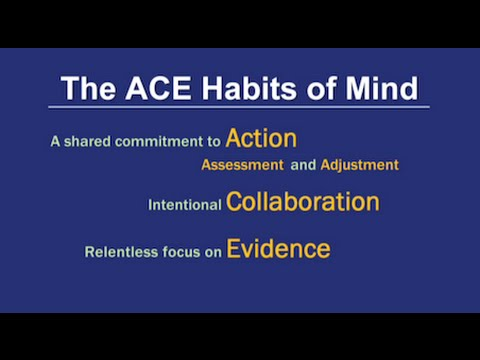 The ACE Habits of Mind
A shared commitment to Action
Assessment and Adjustment
Intentional Collaboration
Relentless focus on Evidence